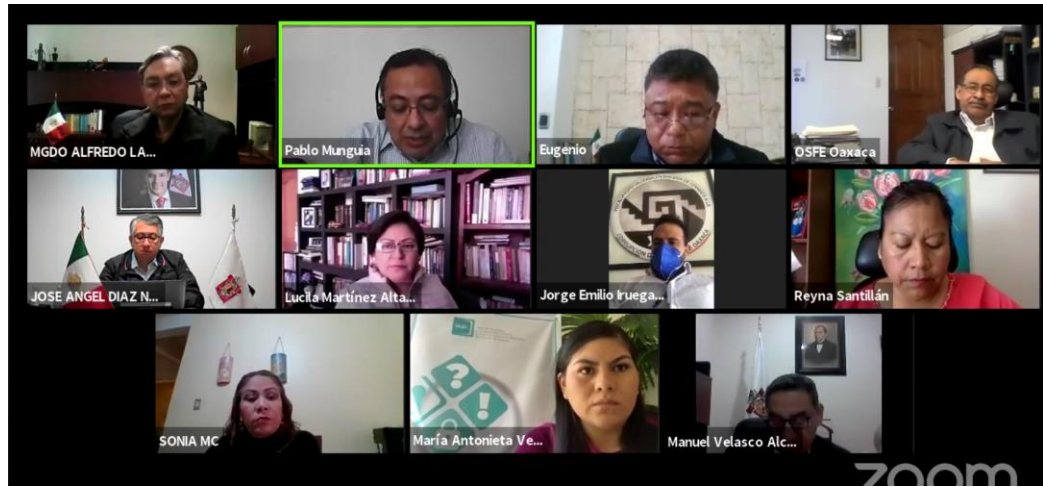 MGDO ALFREDO LA...
Pablo Munguia
Eugenio
OSFE Oaxaca
JOSE ANGEL DIAZ N...
Lucila Martínez Alta...
Jorge Emilio Iruega...
Reyna Santillán
SONIA MC
María Antonieta Ve...
Manuel Velasco Alc...
zoom